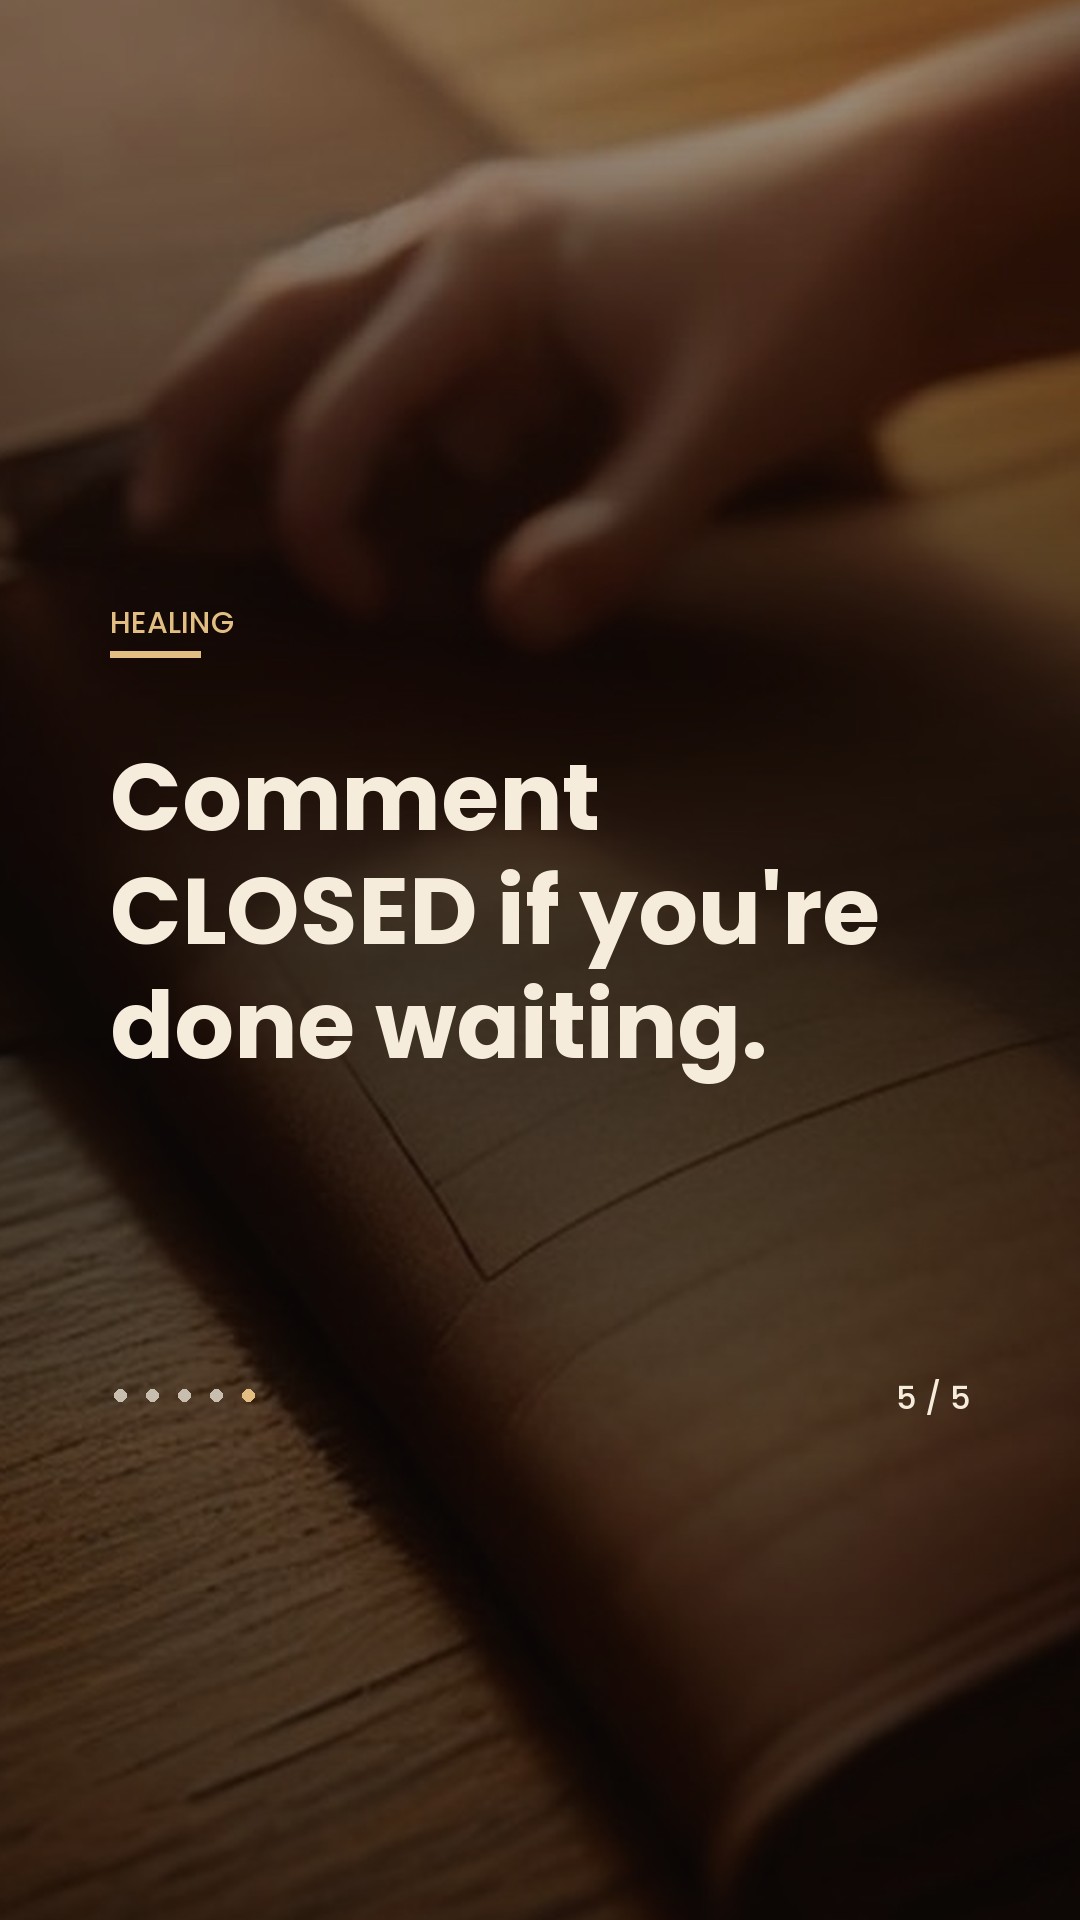 HEALING
Comment
CLOSED if you're
done waiting.
5 / 5